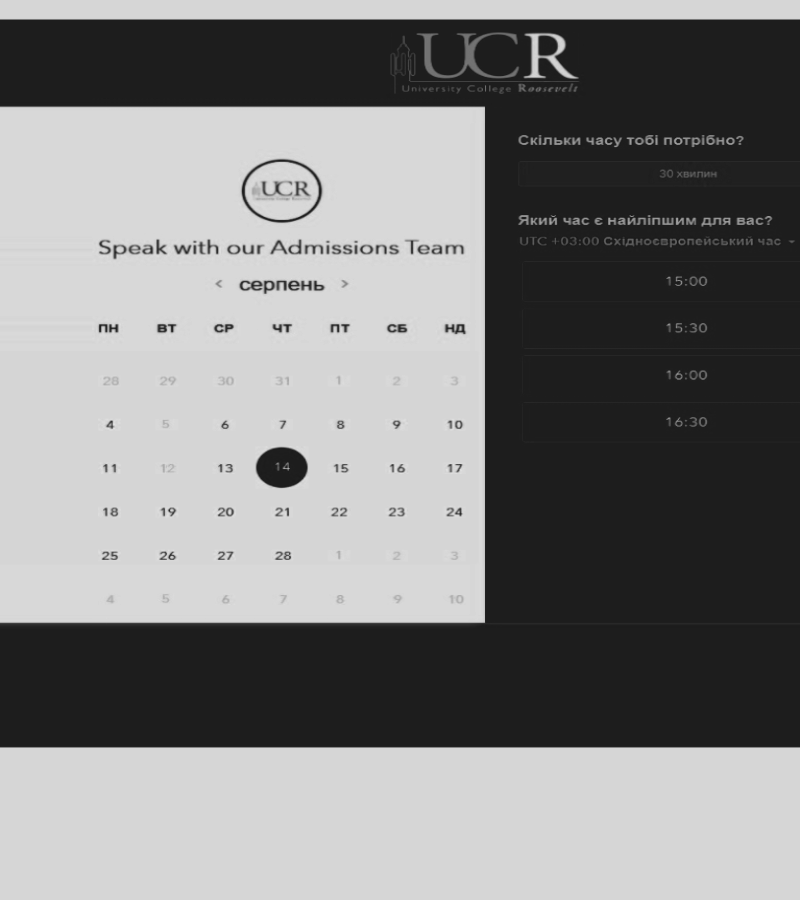 UCR
University College Roosevelt
UCR
Speak with our Admissions Team
< серпень >
ПН ВТ СР ЧТ ПТ СБ НД
28 29 30 31 1 2 3
4 5 6 7 8 9 10
11 12 13 14 15 16 17
18 19 20 21 22 23 24
25 26 27 28 1 2 3
4 5 6 7 8 9 10
Скільки часу тобі потрібно?
30 хвилин
Який час є найліпшим для вас?
UTC +03:00 Східноєвропейський час
15:00
15:30
16:00
16:30